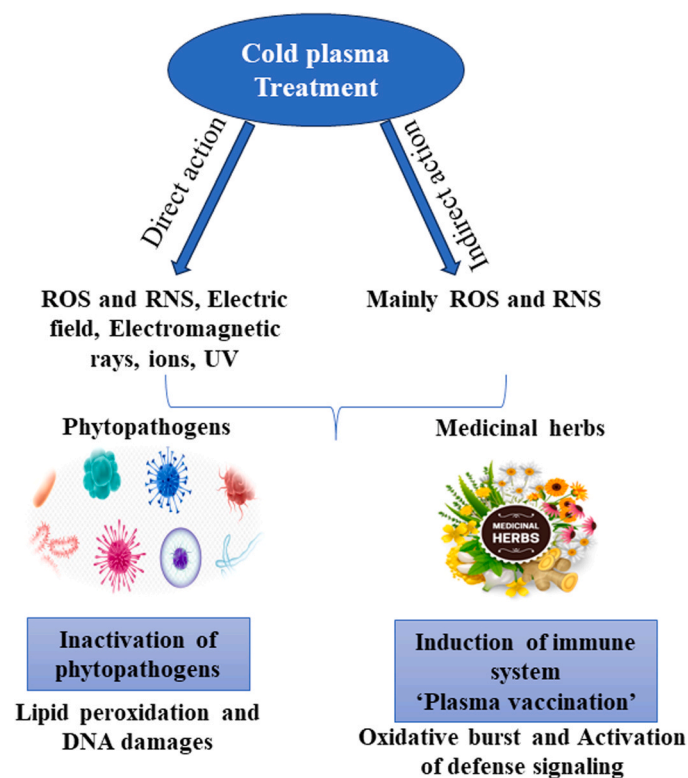 Cold plasma
Treatment
Direct action
Indirect action
ROS and RNS, Electric
field, Electromagnetic
rays, ions, UV
Mainly ROS and RNS
Phytopathogens
Medicinal herbs
MEDICINAL
HERBS
Inactivation of
phytopathogens
Lipid peroxidation and
DNA damages
Induction of immune
system
‘Plasma vaccination’
Oxidative burst and Activation
of defense signaling